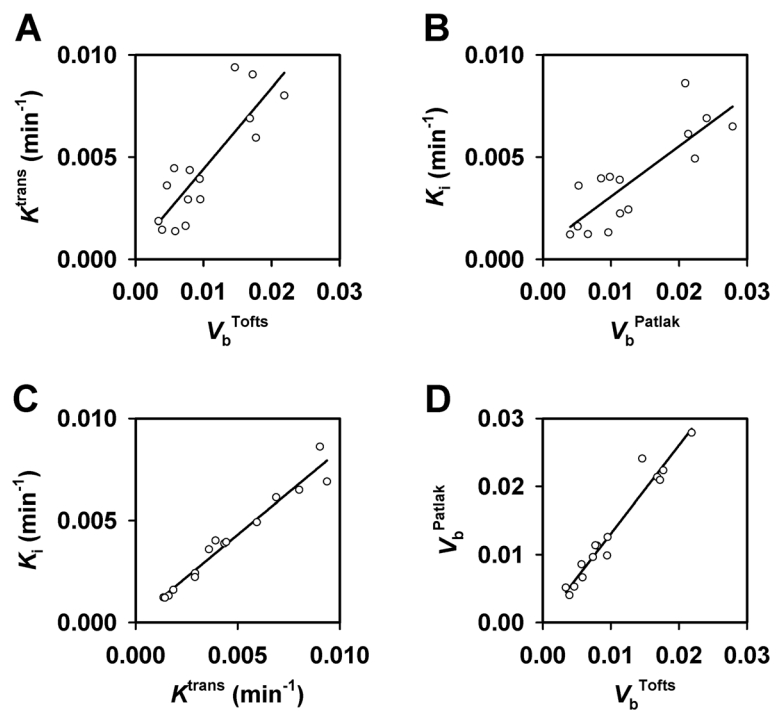 A
0.010
0.005
0.000
K^trans (min^-1)
0.00 0.01 0.02 0.03
V_b^Tofts
B
0.010
0.005
0.000
K_i (min^-1)
0.00 0.01 0.02 0.03
V_b^Patlak
C
0.010
0.005
0.000
K_i (min^-1)
0.000 0.005 0.010
K^trans (min^-1)
D
0.03
0.02
0.01
0.00
V_b^Patlak
0.00 0.01 0.02 0.03
V_b^Tofts